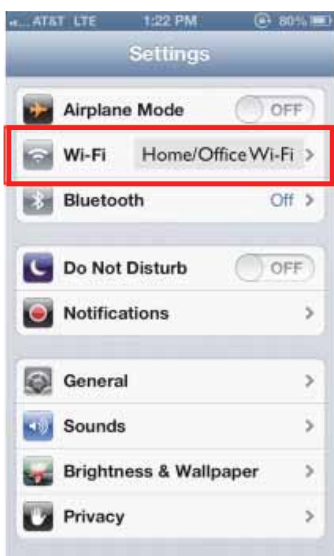 AT&T LTE 1:22 PM 80%
Settings
Airplane Mode OFF
Wi-Fi Home/Office Wi-Fi >
Bluetooth Off >
Do Not Disturb OFF
Notifications >
General >
Sounds >
Brightness & Wallpaper >
Privacy >